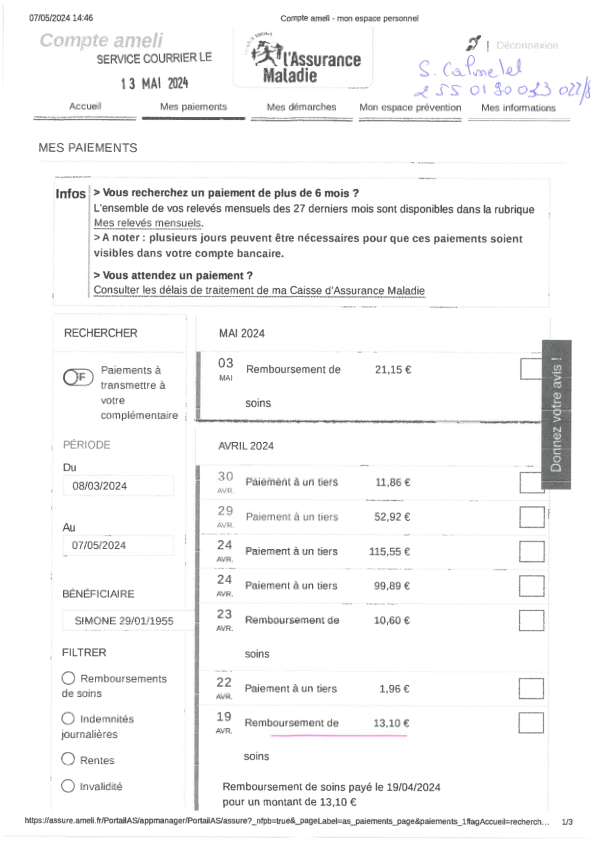 07/05/2024 14:46
Compte ameli - mon espace personnel
Compte ameli
SERVICE COURRIER LE
13 MAI 2024
l'Assurance
Maladie
Déconnexion
S. Calmetel
2 55 01 30 033 027/8
Accueil Mes paiements Mes démarches Mon espace prévention Mes informations
MES PAIEMENTS
Infos
> Vous recherchez un paiement de plus de 6 mois ?
L'ensemble de vos relevés mensuels des 27 derniers mois sont disponibles dans la rubrique
Mes relevés mensuels.
> A noter : plusieurs jours peuvent être nécessaires pour que ces paiements soient
visibles dans votre compte bancaire.
> Vous attendez un paiement ?
Consulter les délais de traitement de ma Caisse d'Assurance Maladie
RECHERCHER
Paiements à
transmettre à
votre
complémentaire
PÉRIODE
Du
08/03/2024
Au
07/05/2024
BÉNÉFICIAIRE
SIMONE 29/01/1955
FILTRER
Remboursements
de soins
Indemnités
journalières
Rentes
Invalidité
MAI 2024
03 MAI Remboursement de soins 21,15 €
AVRIL 2024
30 AVR. Paiement à un tiers 11,86 €
29 AVR. Paiement à un tiers 52,92 €
24 AVR. Paiement à un tiers 115,55 €
24 AVR. Paiement à un tiers 99,89 €
23 AVR. Remboursement de soins 10,60 €
22 AVR. Paiement à un tiers 1,96 €
19 AVR. Remboursement de soins 13,10 €
Remboursement de soins payé le 19/04/2024
pour un montant de 13,10 €
Donnez votre avis !
https://assure.ameli.fr/PortailAS/appmanager/PortailAS/assure?_nfpb=true&_pageLabel=as_paiements_page&paiements_1flagAccueil=recherch...
1/3